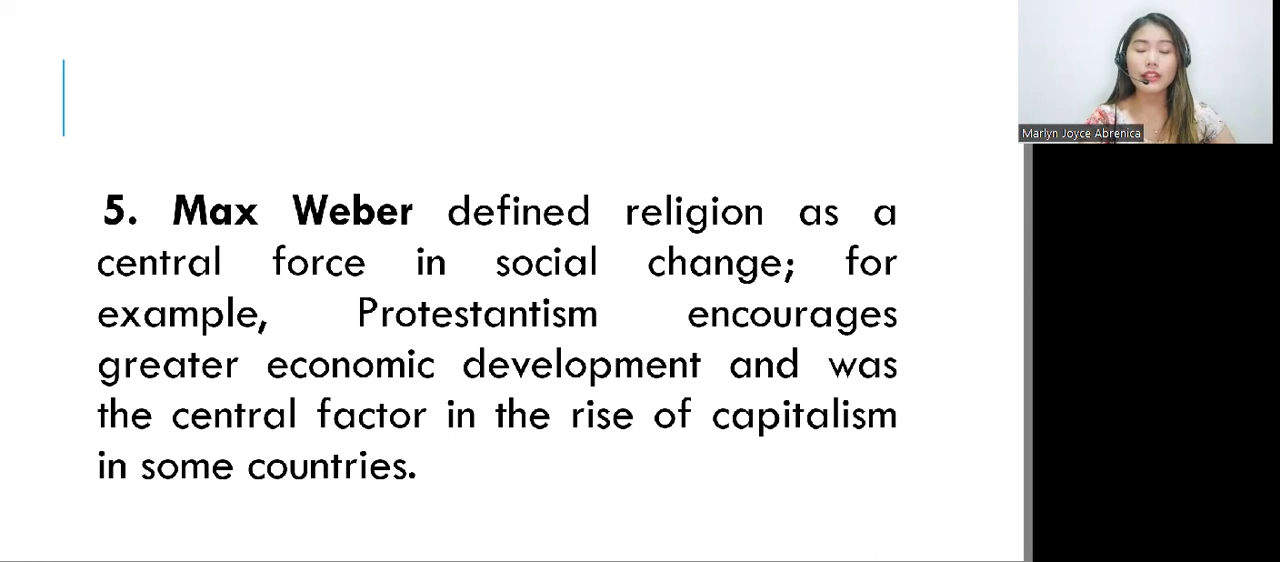 5. Max Weber defined religion as a
central force in social change; for
example, Protestantism encourages
greater economic development and was
the central factor in the rise of capitalism
in some countries.
Marlyn Joyce Abrenica